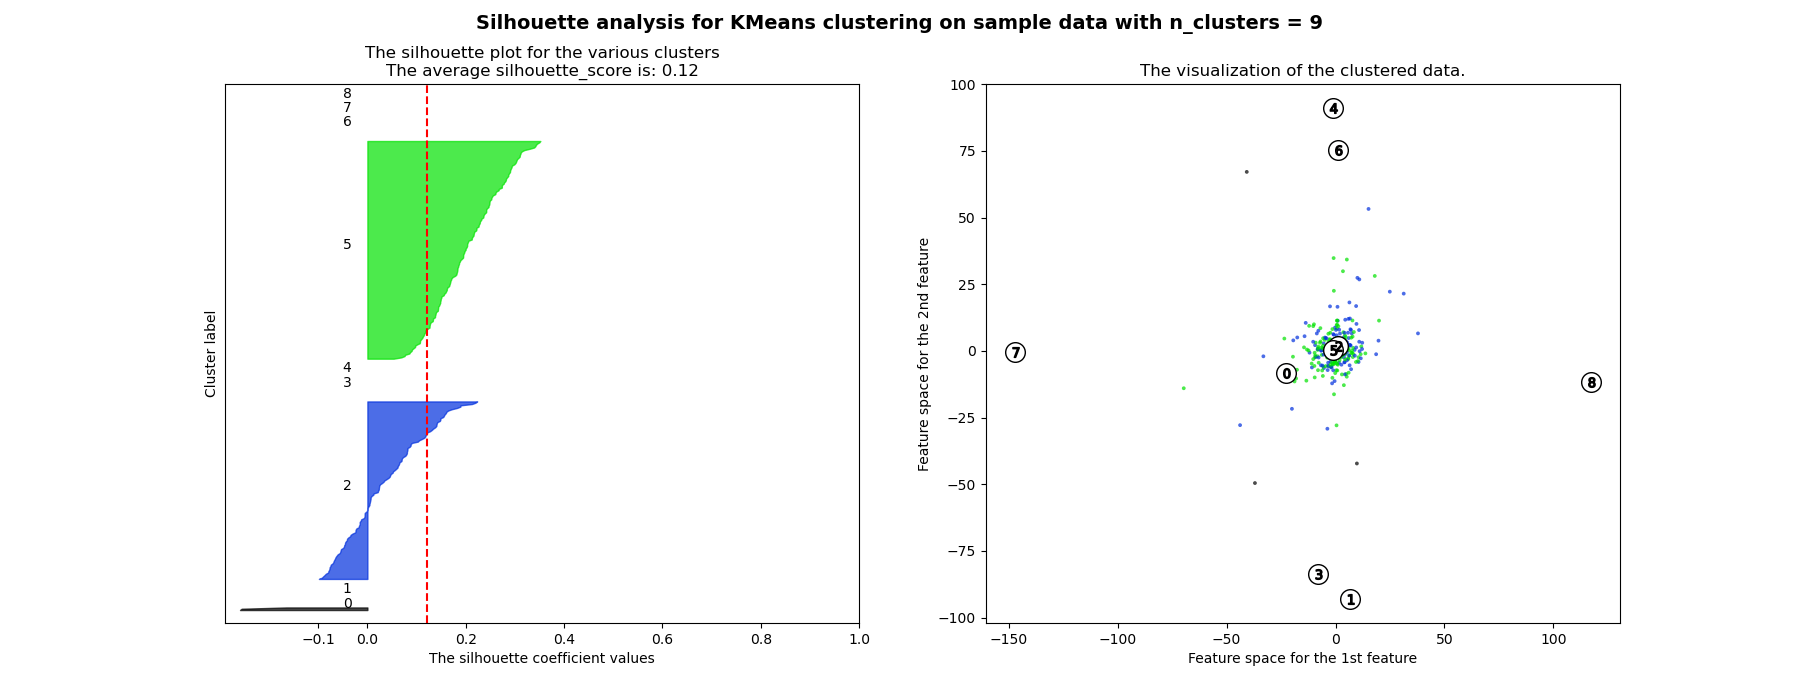 Silhouette analysis for KMeans clustering on sample data with n_clusters = 9
The silhouette plot for the various clusters
The average silhouette_score is: 0.12
8
7
6
5
4
3
2
1
0
Cluster label
−0.1 0.0 0.2 0.4 0.6 0.8 1.0
The silhouette coefficient values
The visualization of the clustered data.
100
75
50
25
0
−25
−50
−75
−100
Feature space for the 2nd feature
4
6
2
5
7
0
8
3
1
−150 −100 −50 0 50 100
Feature space for the 1st feature